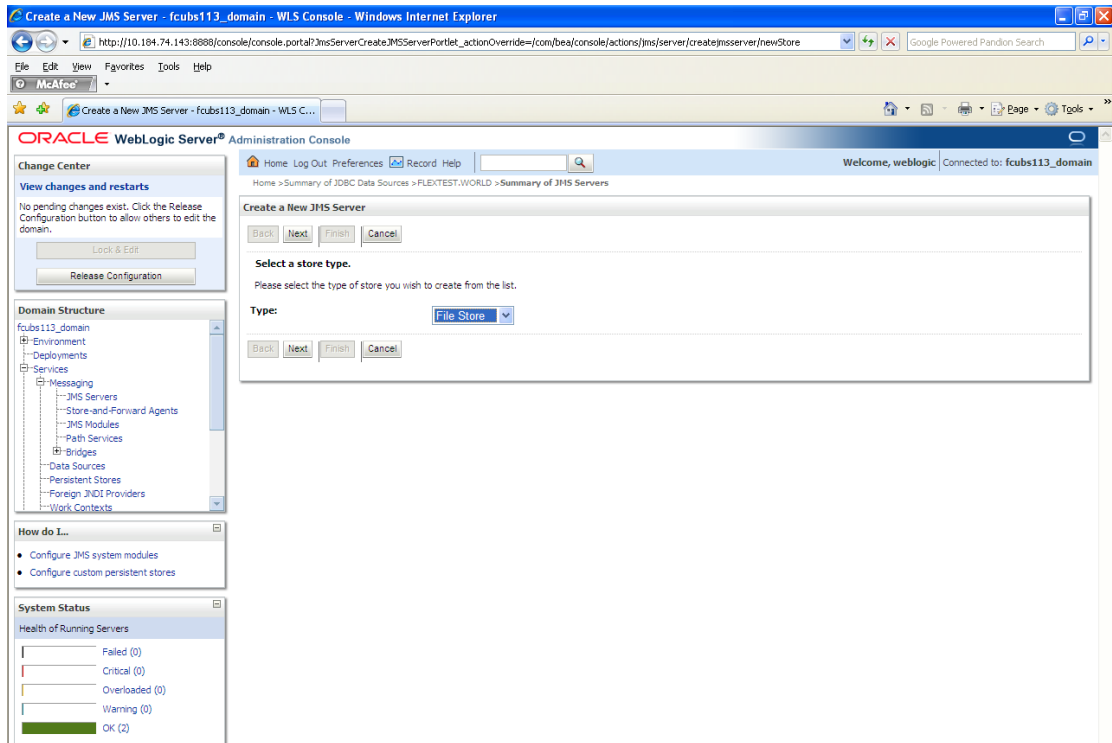 Create a New JMS Server - fcubs113_domain - WLS Console - Windows Internet Explorer
http://10.184.74.143:8888/console/console.portal?JmsServerCreateJMSServerPortlet_actionOverride=/com/bea/console/actions/jms/server/createjmsserver/newStore
Google Powered Pandion Search
File Edit View Favorites Tools Help
McAfee
Create a New JMS Server - fcubs113_domain - WLS C...
Page Tools
ORACLE WebLogic Server® Administration Console
Change Center
View changes and restarts
No pending changes exist. Click the Release
Configuration button to allow others to edit the
domain.
Lock & Edit
Release Configuration
Domain Structure
fcubs113_domain
Environment
Deployments
Services
Messaging
JMS Servers
Store-and-Forward Agents
JMS Modules
Path Services
Bridges
Data Sources
Persistent Stores
Foreign JNDI Providers
Work Contexts
How do I...
Configure JMS system modules
Configure custom persistent stores
System Status
Health of Running Servers
Failed (0)
Critical (0)
Overloaded (0)
Warning (0)
OK (2)
Home Log Out Preferences Record Help
Welcome, weblogic Connected to: fcubs113_domain
Home >Summary of JDBC Data Sources >FLEXTEST.WORLD >Summary of JMS Servers
Create a New JMS Server
Back Next Finish Cancel
Select a store type.
Please select the type of store you wish to create from the list.
Type: File Store
Back Next Finish Cancel